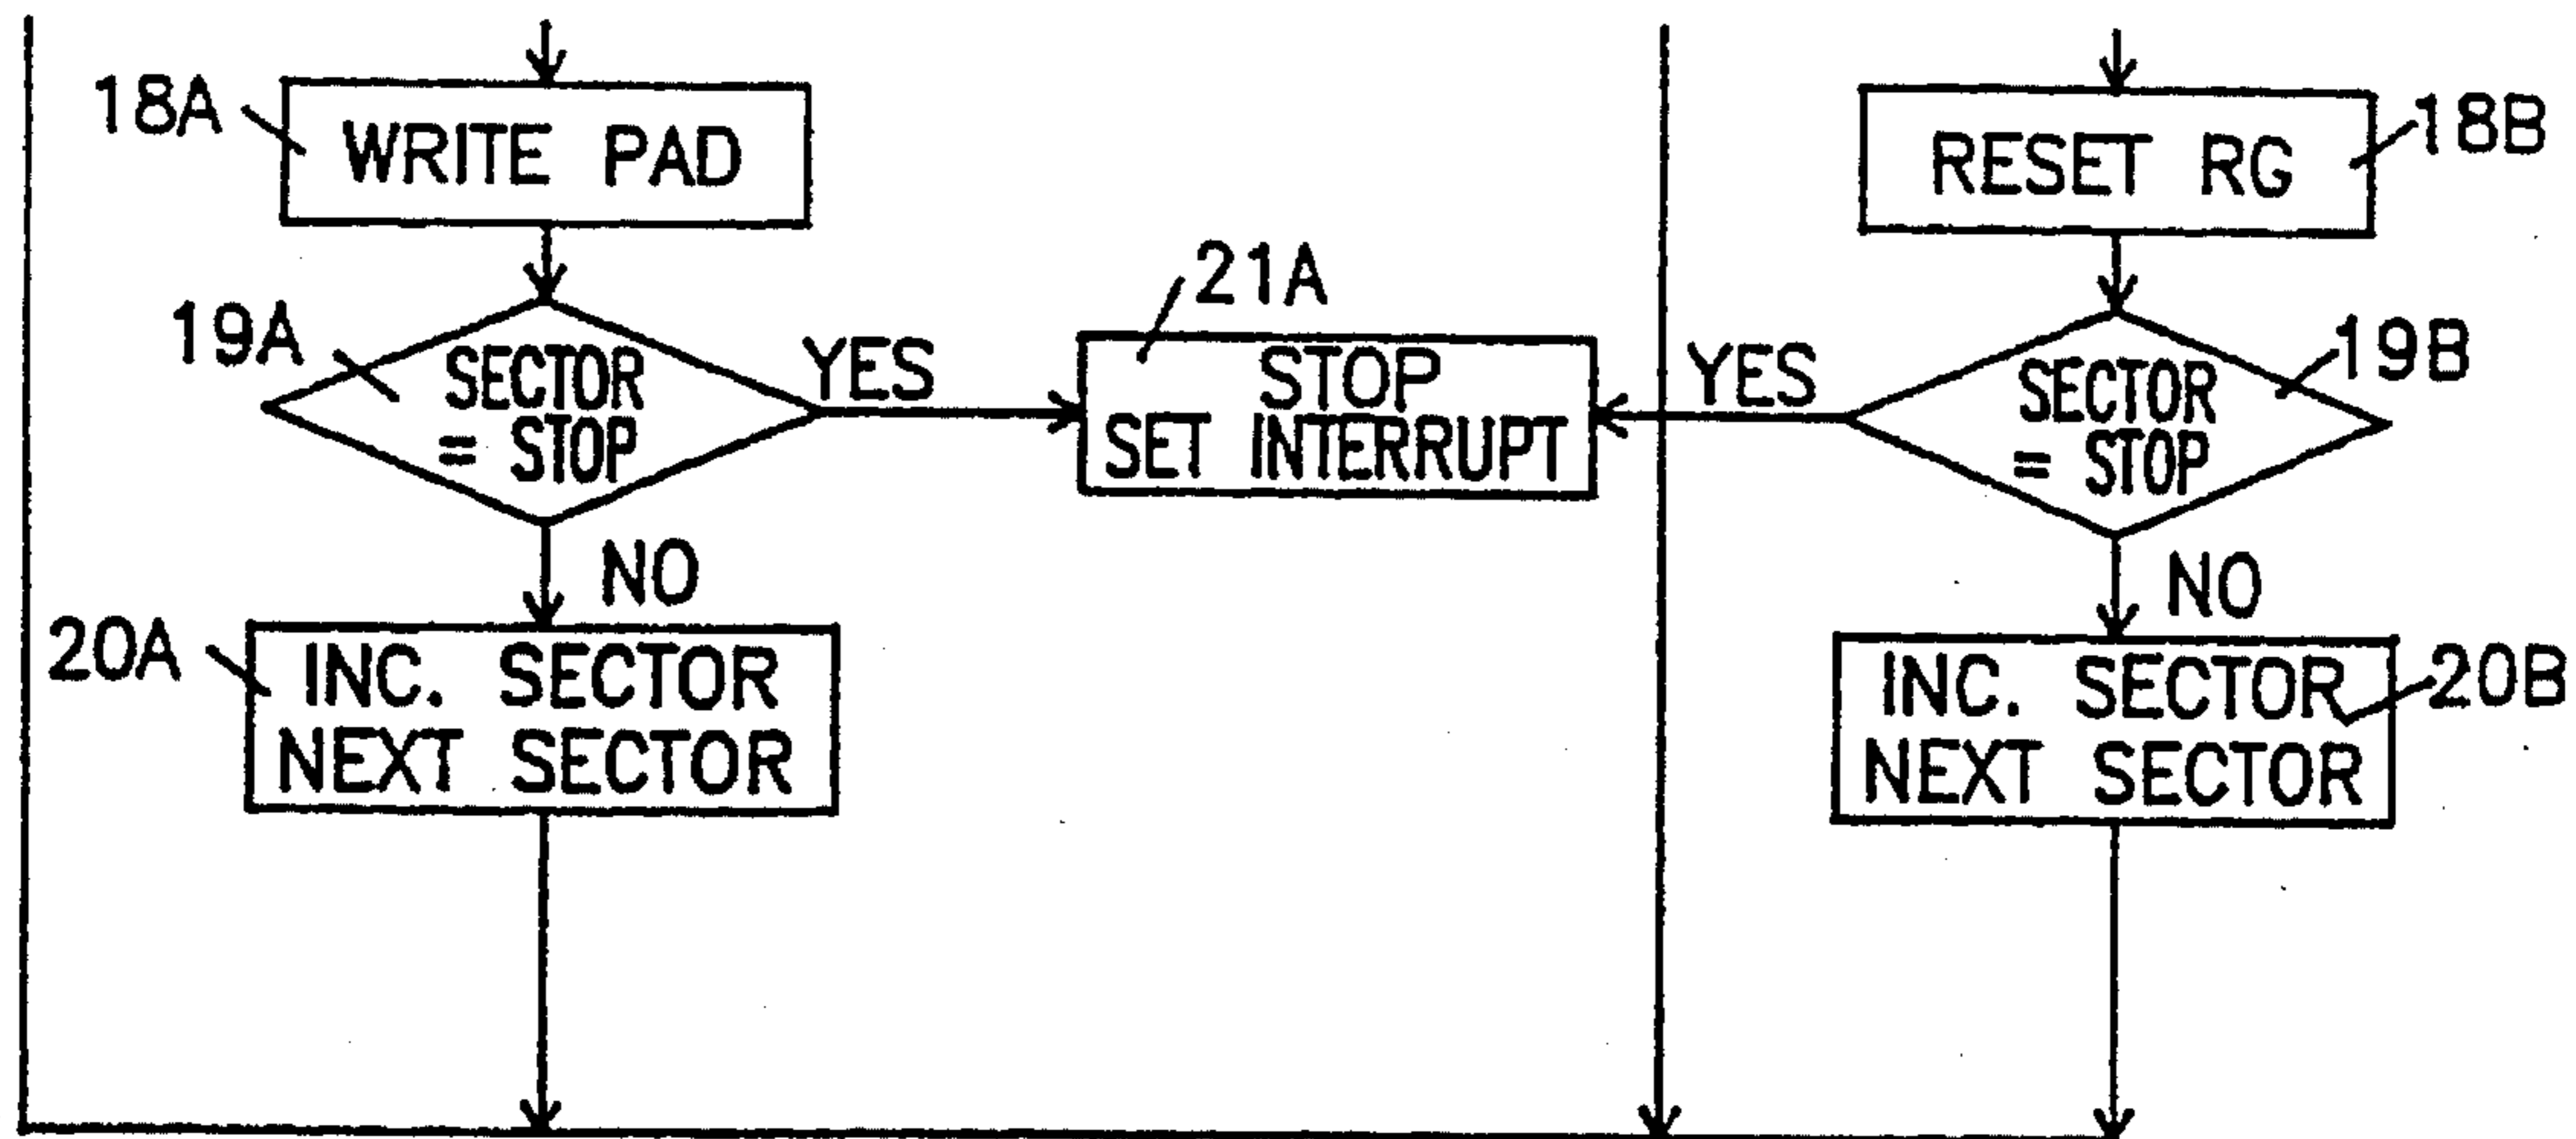 18A
WRITE PAD
19A
SECTOR
= STOP
YES
NO
20A
INC. SECTOR
NEXT SECTOR
21A
STOP
SET INTERRUPT
18B
RESET RG
19B
SECTOR
= STOP
YES
NO
20B
INC. SECTOR
NEXT SECTOR